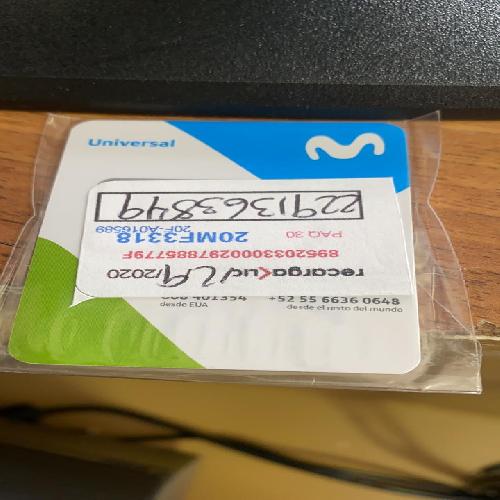 Universal
2291363849
20F-A016589
20MF3318
PAQ 30
8952033000297885779F
/2020
+52 55 6636 0648
desde EUA
desde el resto del mundo